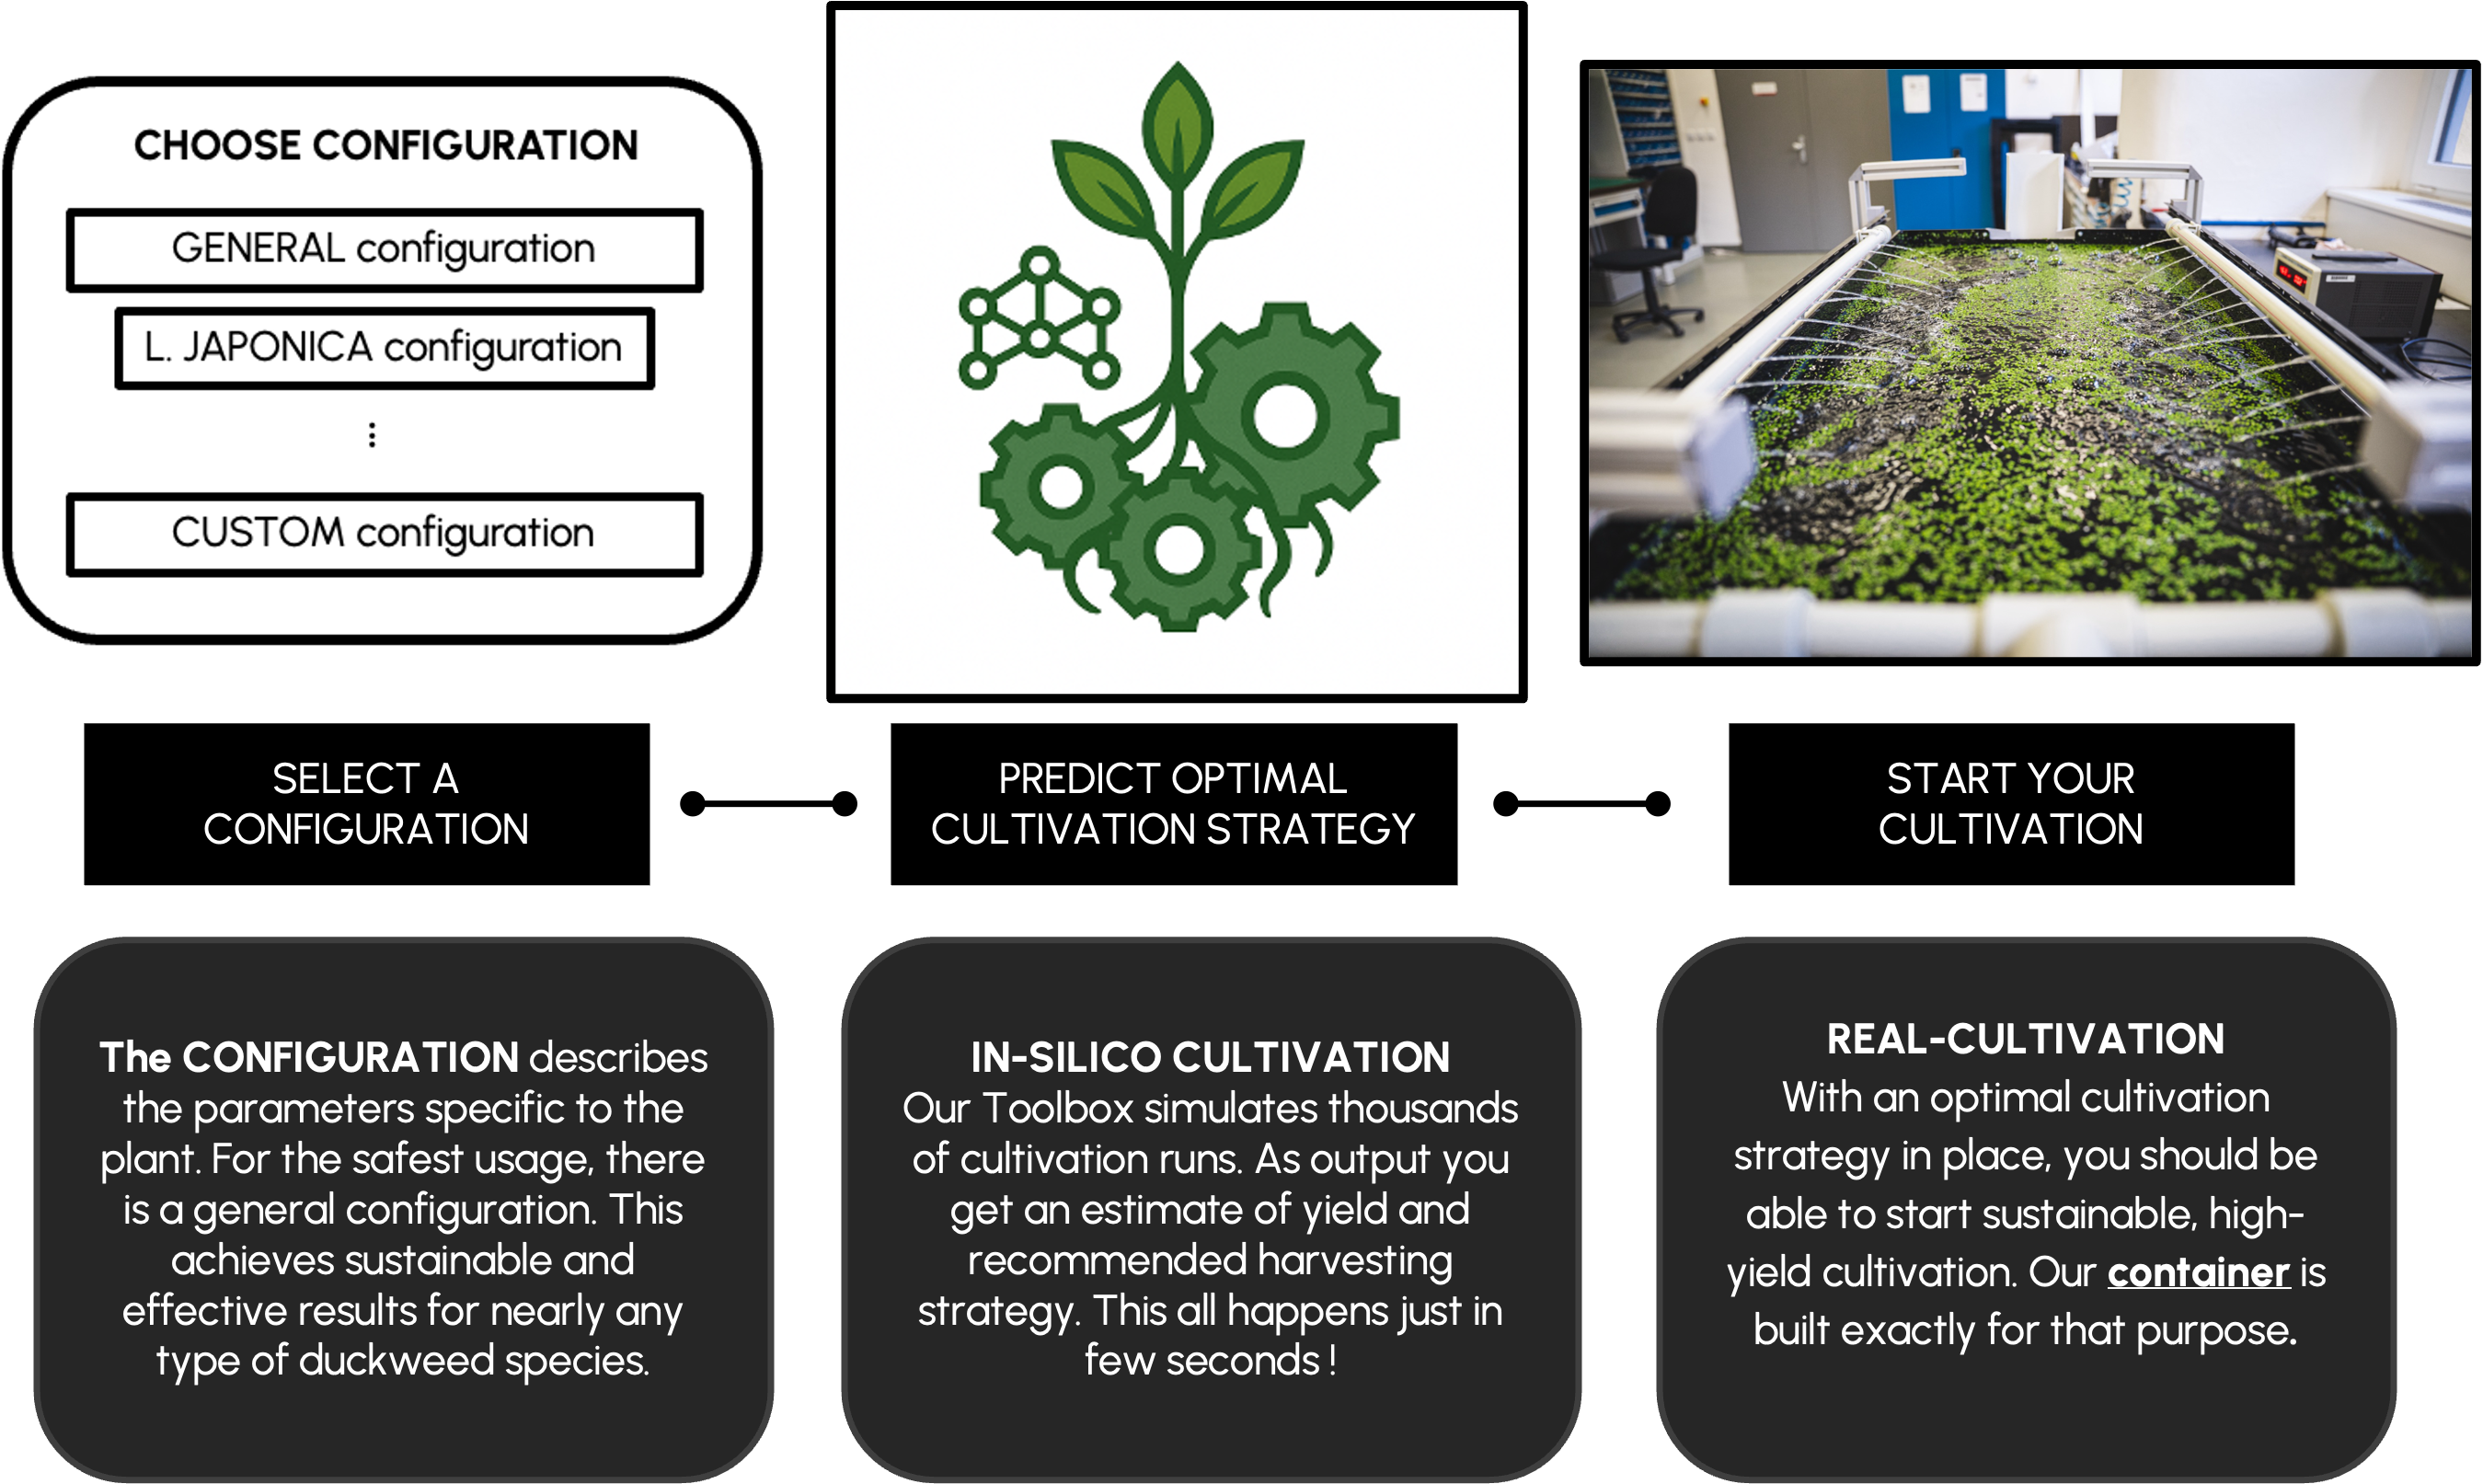 CHOOSE CONFIGURATION
GENERAL configuration
L. JAPONICA configuration
⋮
CUSTOM configuration
SELECT A
CONFIGURATION
PREDICT OPTIMAL
CULTIVATION STRATEGY
START YOUR
CULTIVATION
The CONFIGURATION describes
the parameters specific to the
plant. For the safest usage, there
is a general configuration. This
achieves sustainable and
effective results for nearly any
type of duckweed species.
IN-SILICO CULTIVATION
Our Toolbox simulates thousands
of cultivation runs. As output you
get an estimate of yield and
recommended harvesting
strategy. This all happens just in
few seconds !
REAL-CULTIVATION
With an optimal cultivation
strategy in place, you should be
able to start sustainable, high-
yield cultivation. Our container is
built exactly for that purpose.